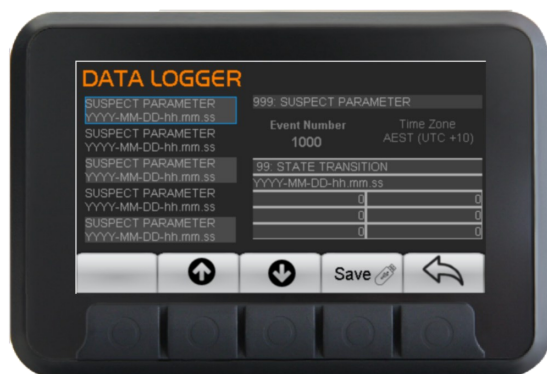 DATA LOGGER
SUSPECT PARAMETER
YYYY-MM-DD-hh.mm.ss
SUSPECT PARAMETER
YYYY-MM-DD-hh.mm.ss
SUSPECT PARAMETER
YYYY-MM-DD-hh.mm.ss
SUSPECT PARAMETER
YYYY-MM-DD-hh.mm.ss
SUSPECT PARAMETER
YYYY-MM-DD-hh.mm.ss
999: SUSPECT PARAMETER
Event Number
1000
Time Zone
AEST (UTC +10)
99: STATE TRANSITION
YYYY-MM-DD-hh.mm.ss
0 0
0 0
0 0
Save